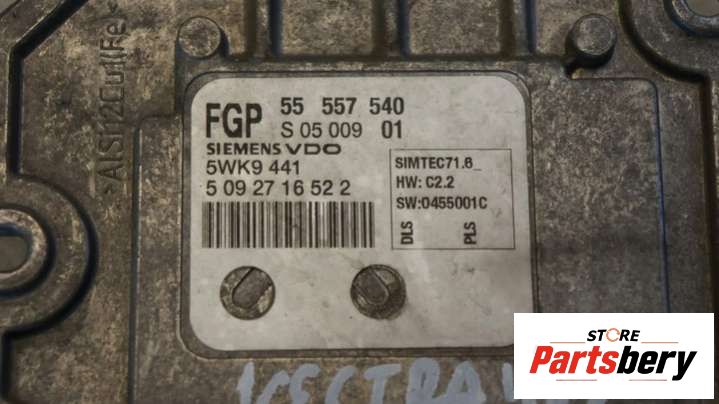 >AlSi12Cu1(Fe)<
FGP 55 557 540
S 05 009 01
SIEMENS VDO
5WK9 441
5 09 27 16 52 2
SIMTEC71.6_
HW: C2.2
SW:0455001C
DLS PLS
STORE
Partsbery